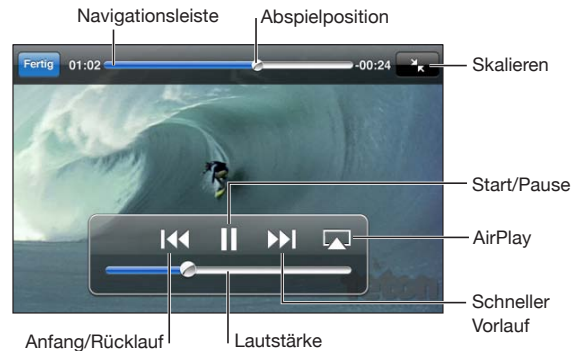 Navigationsleiste
Abspielposition
Fertig
01:02
-00:24
Skalieren
Start/Pause
AirPlay
Schneller
Vorlauf
Anfang/Rücklauf
Lautstärke